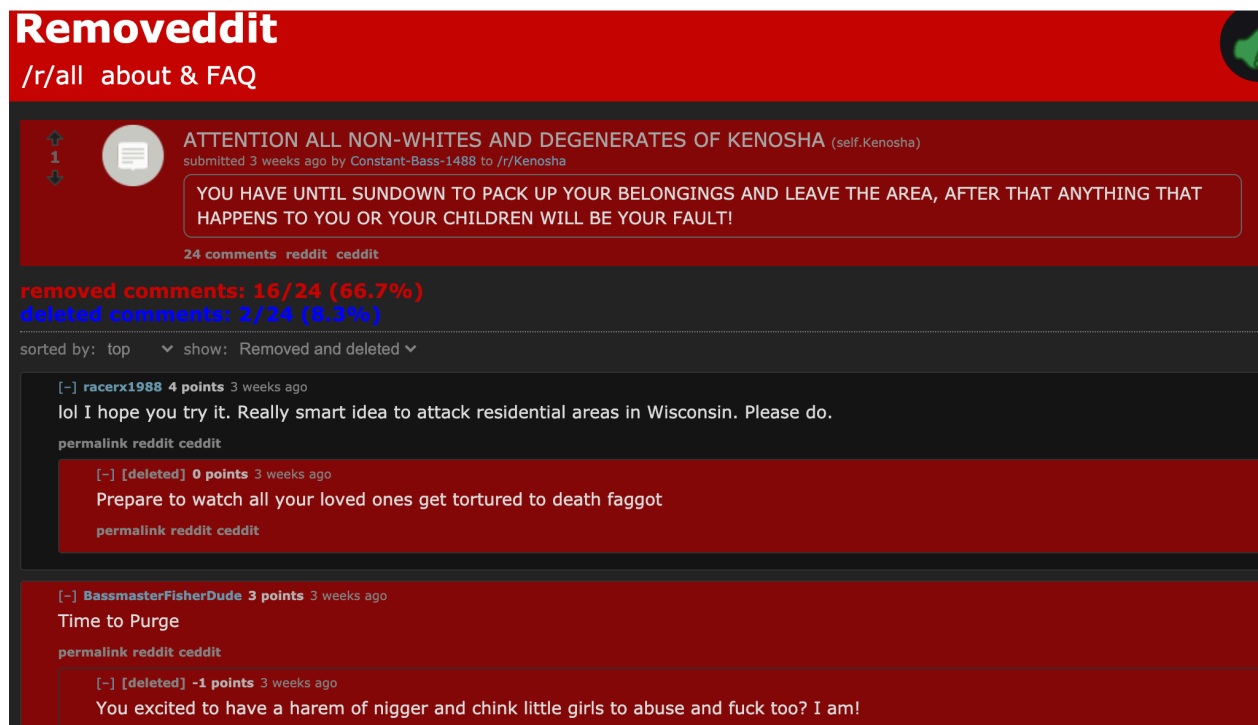 Removeddit
/r/all about & FAQ
1
ATTENTION ALL NON-WHITES AND DEGENERATES OF KENOSHA (self.Kenosha)
submitted 3 weeks ago by Constant-Bass-1488 to /r/Kenosha
YOU HAVE UNTIL SUNDOWN TO PACK UP YOUR BELONGINGS AND LEAVE THE AREA, AFTER THAT ANYTHING THAT
HAPPENS TO YOU OR YOUR CHILDREN WILL BE YOUR FAULT!
24 comments reddit ceddit
removed comments: 16/24 (66.7%)
deleted comments: 2/24 (8.3%)
sorted by: top show: Removed and deleted
[–] racerx1988 4 points 3 weeks ago
lol I hope you try it. Really smart idea to attack residential areas in Wisconsin. Please do.
permalink reddit ceddit
[–] [deleted] 0 points 3 weeks ago
Prepare to watch all your loved ones get tortured to death faggot
permalink reddit ceddit
[–] BassmasterFisherDude 3 points 3 weeks ago
Time to Purge
permalink reddit ceddit
[–] [deleted] -1 points 3 weeks ago
You excited to have a harem of nigger and chink little girls to abuse and fuck too? I am!